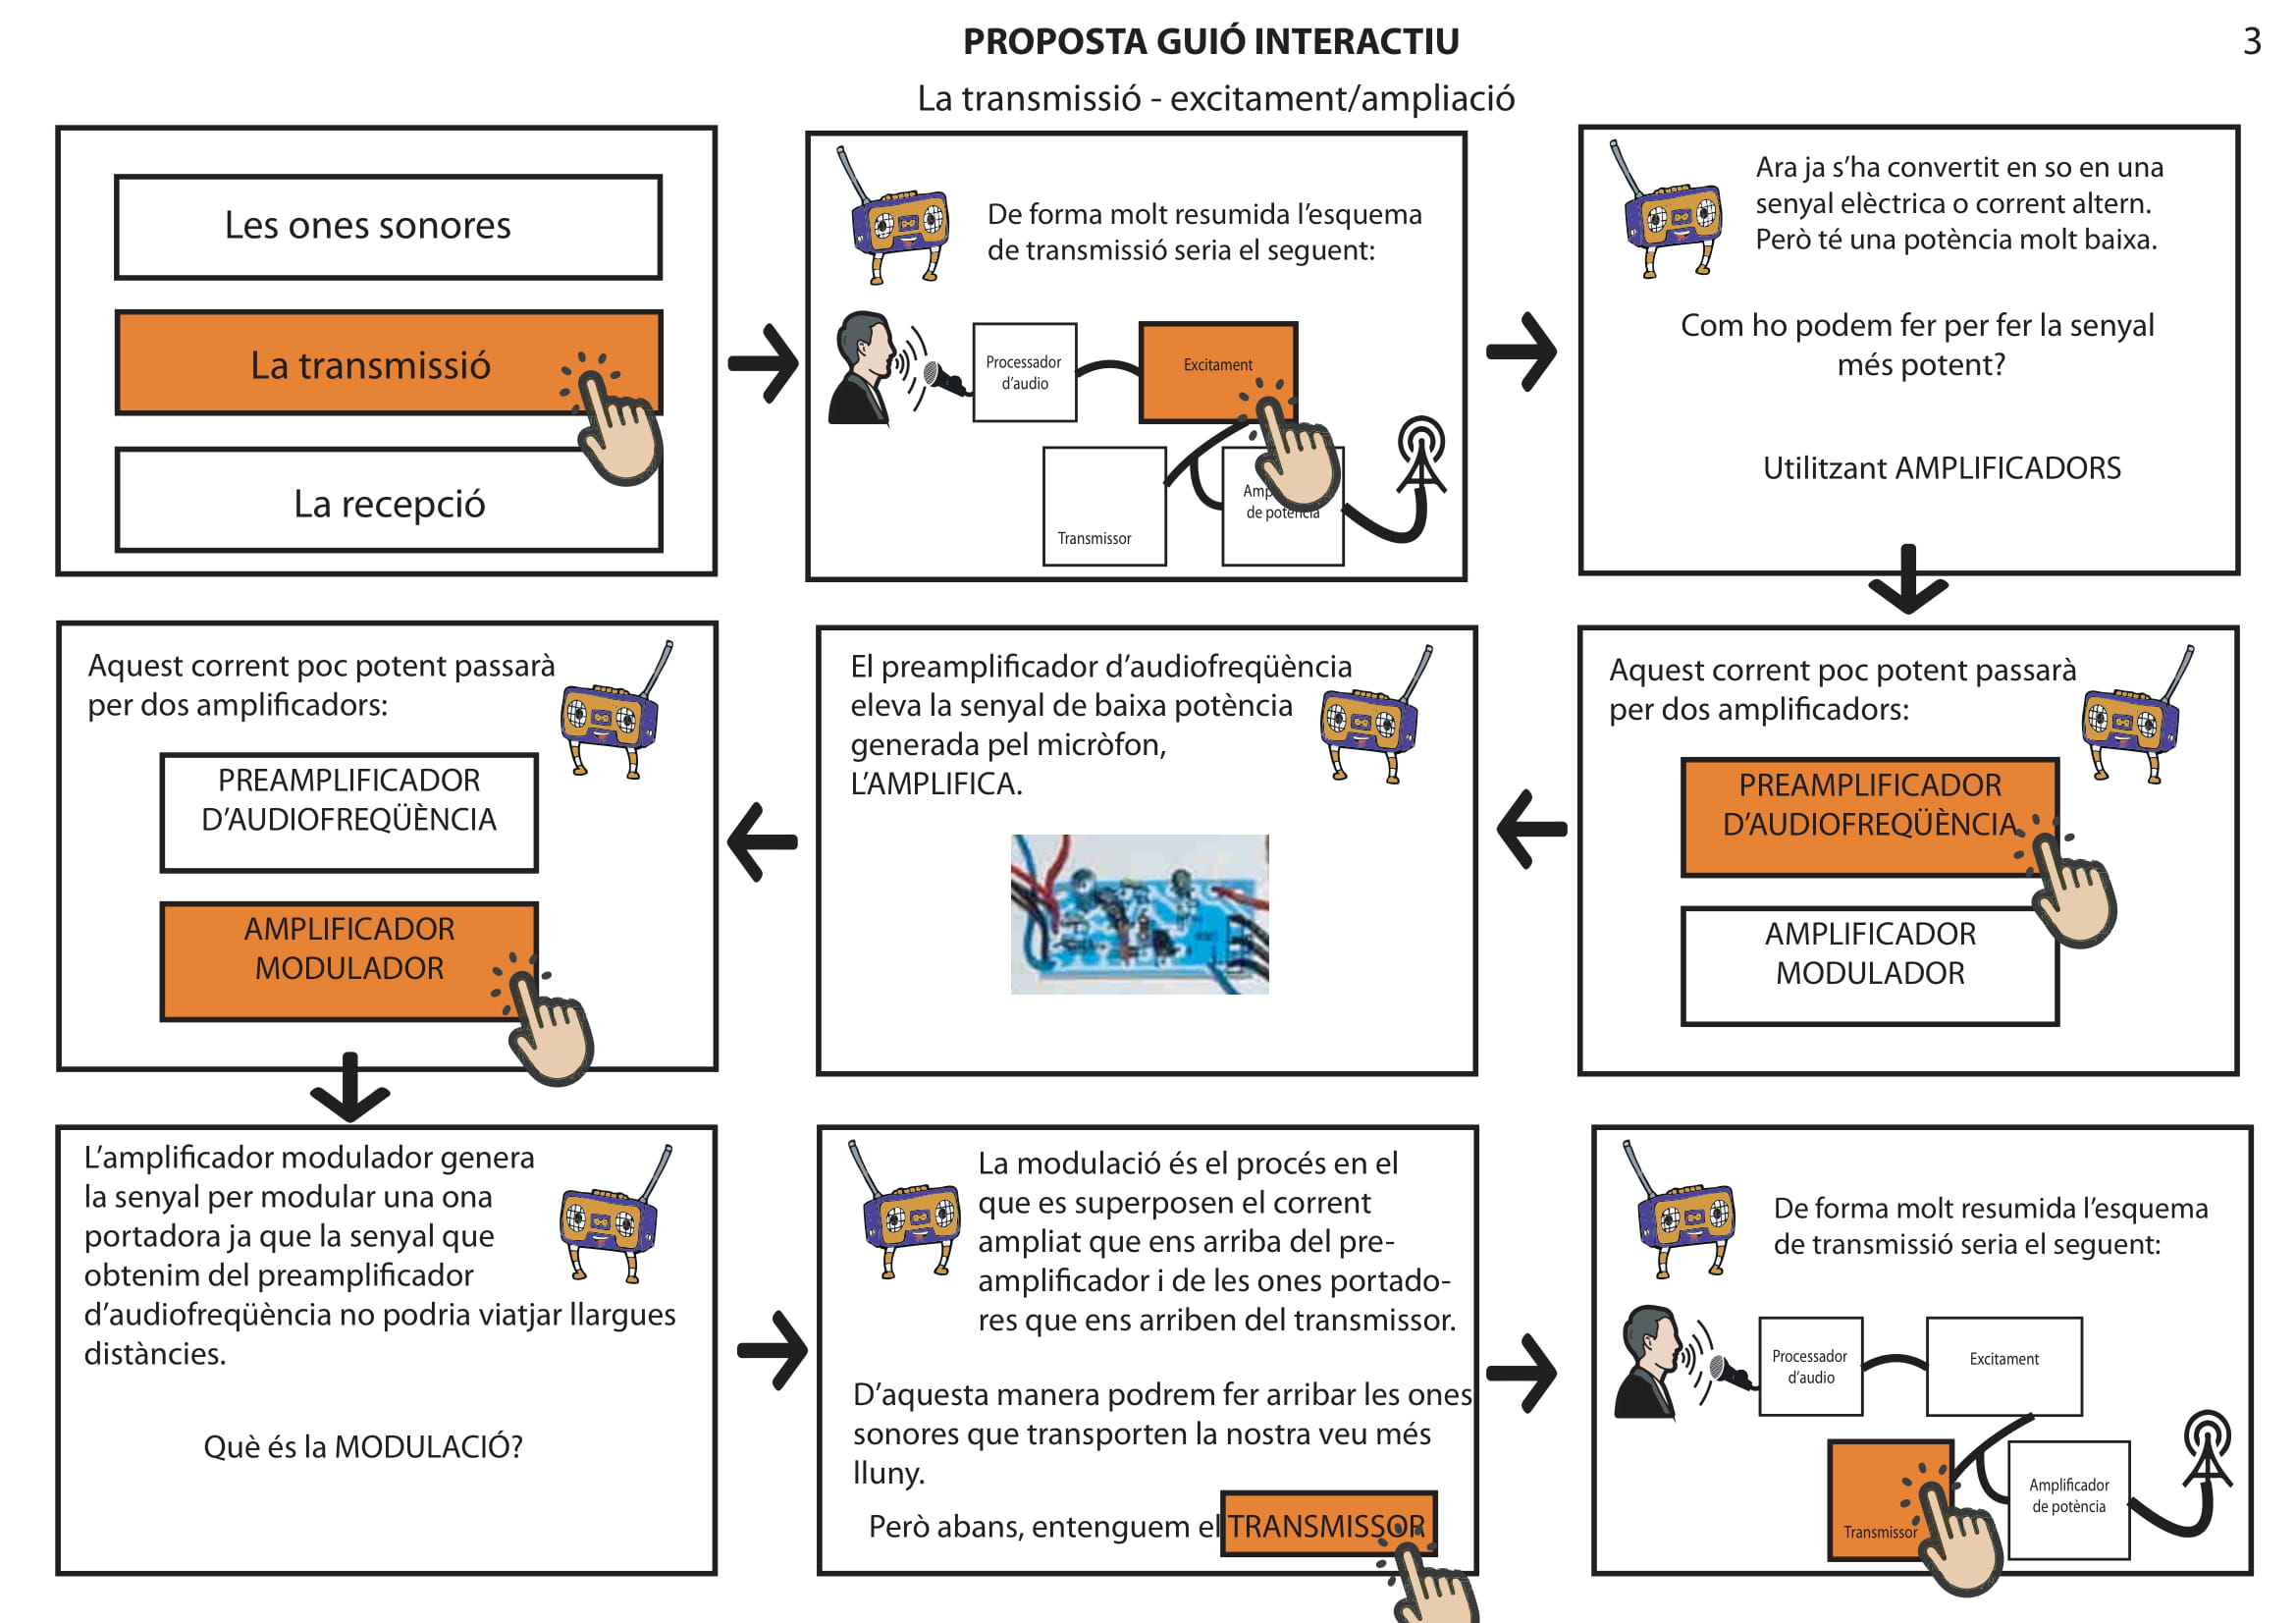 PROPOSTA GUIÓ INTERACTIU
3
La transmissió - excitament/ampliació
Les ones sonores
La transmissió
La recepció
De forma molt resumida l'esquema
de transmissió seria el seguent:
Processador
d'audio
Excitament
Transmissor
de potència
Ara ja s'ha convertit en so en una
senyal elèctrica o corrent altern.
Però té una potència molt baixa.
Com ho podem fer per fer la senyal
més potent?
Utilitzant AMPLIFICADORS
Aquest corrent poc potent passarà
per dos amplificadors:
PREAMPLIFICADOR
D'AUDIOFREQÜÈNCIA
AMPLIFICADOR
MODULADOR
El preamplificador d'audiofreqüència
eleva la senyal de baixa potència
generada pel micròfon,
L'AMPLIFICA.
Aquest corrent poc potent passarà
per dos amplificadors:
PREAMPLIFICADOR
D'AUDIOFREQÜÈNCIA
AMPLIFICADOR
MODULADOR
L'amplificador modulador genera
la senyal per modular una ona
portadora ja que la senyal que
obtenim del preamplificador
d'audiofreqüència no podria viatjar llargues
distàncies.
Què és la MODULACIÓ?
La modulació és el procés en el
que es superposen el corrent
ampliat que ens arriba del pre-
amplificador i de les ones portado-
res que ens arriben del transmissor.
D'aquesta manera podrem fer arribar les ones
sonores que transporten la nostra veu més
lluny.
Però abans, entenguem el TRANSMISSOR
De forma molt resumida l'esquema
de transmissió seria el seguent:
Processador
d'audio
Excitament
Transmissor
Amplificador
de potència